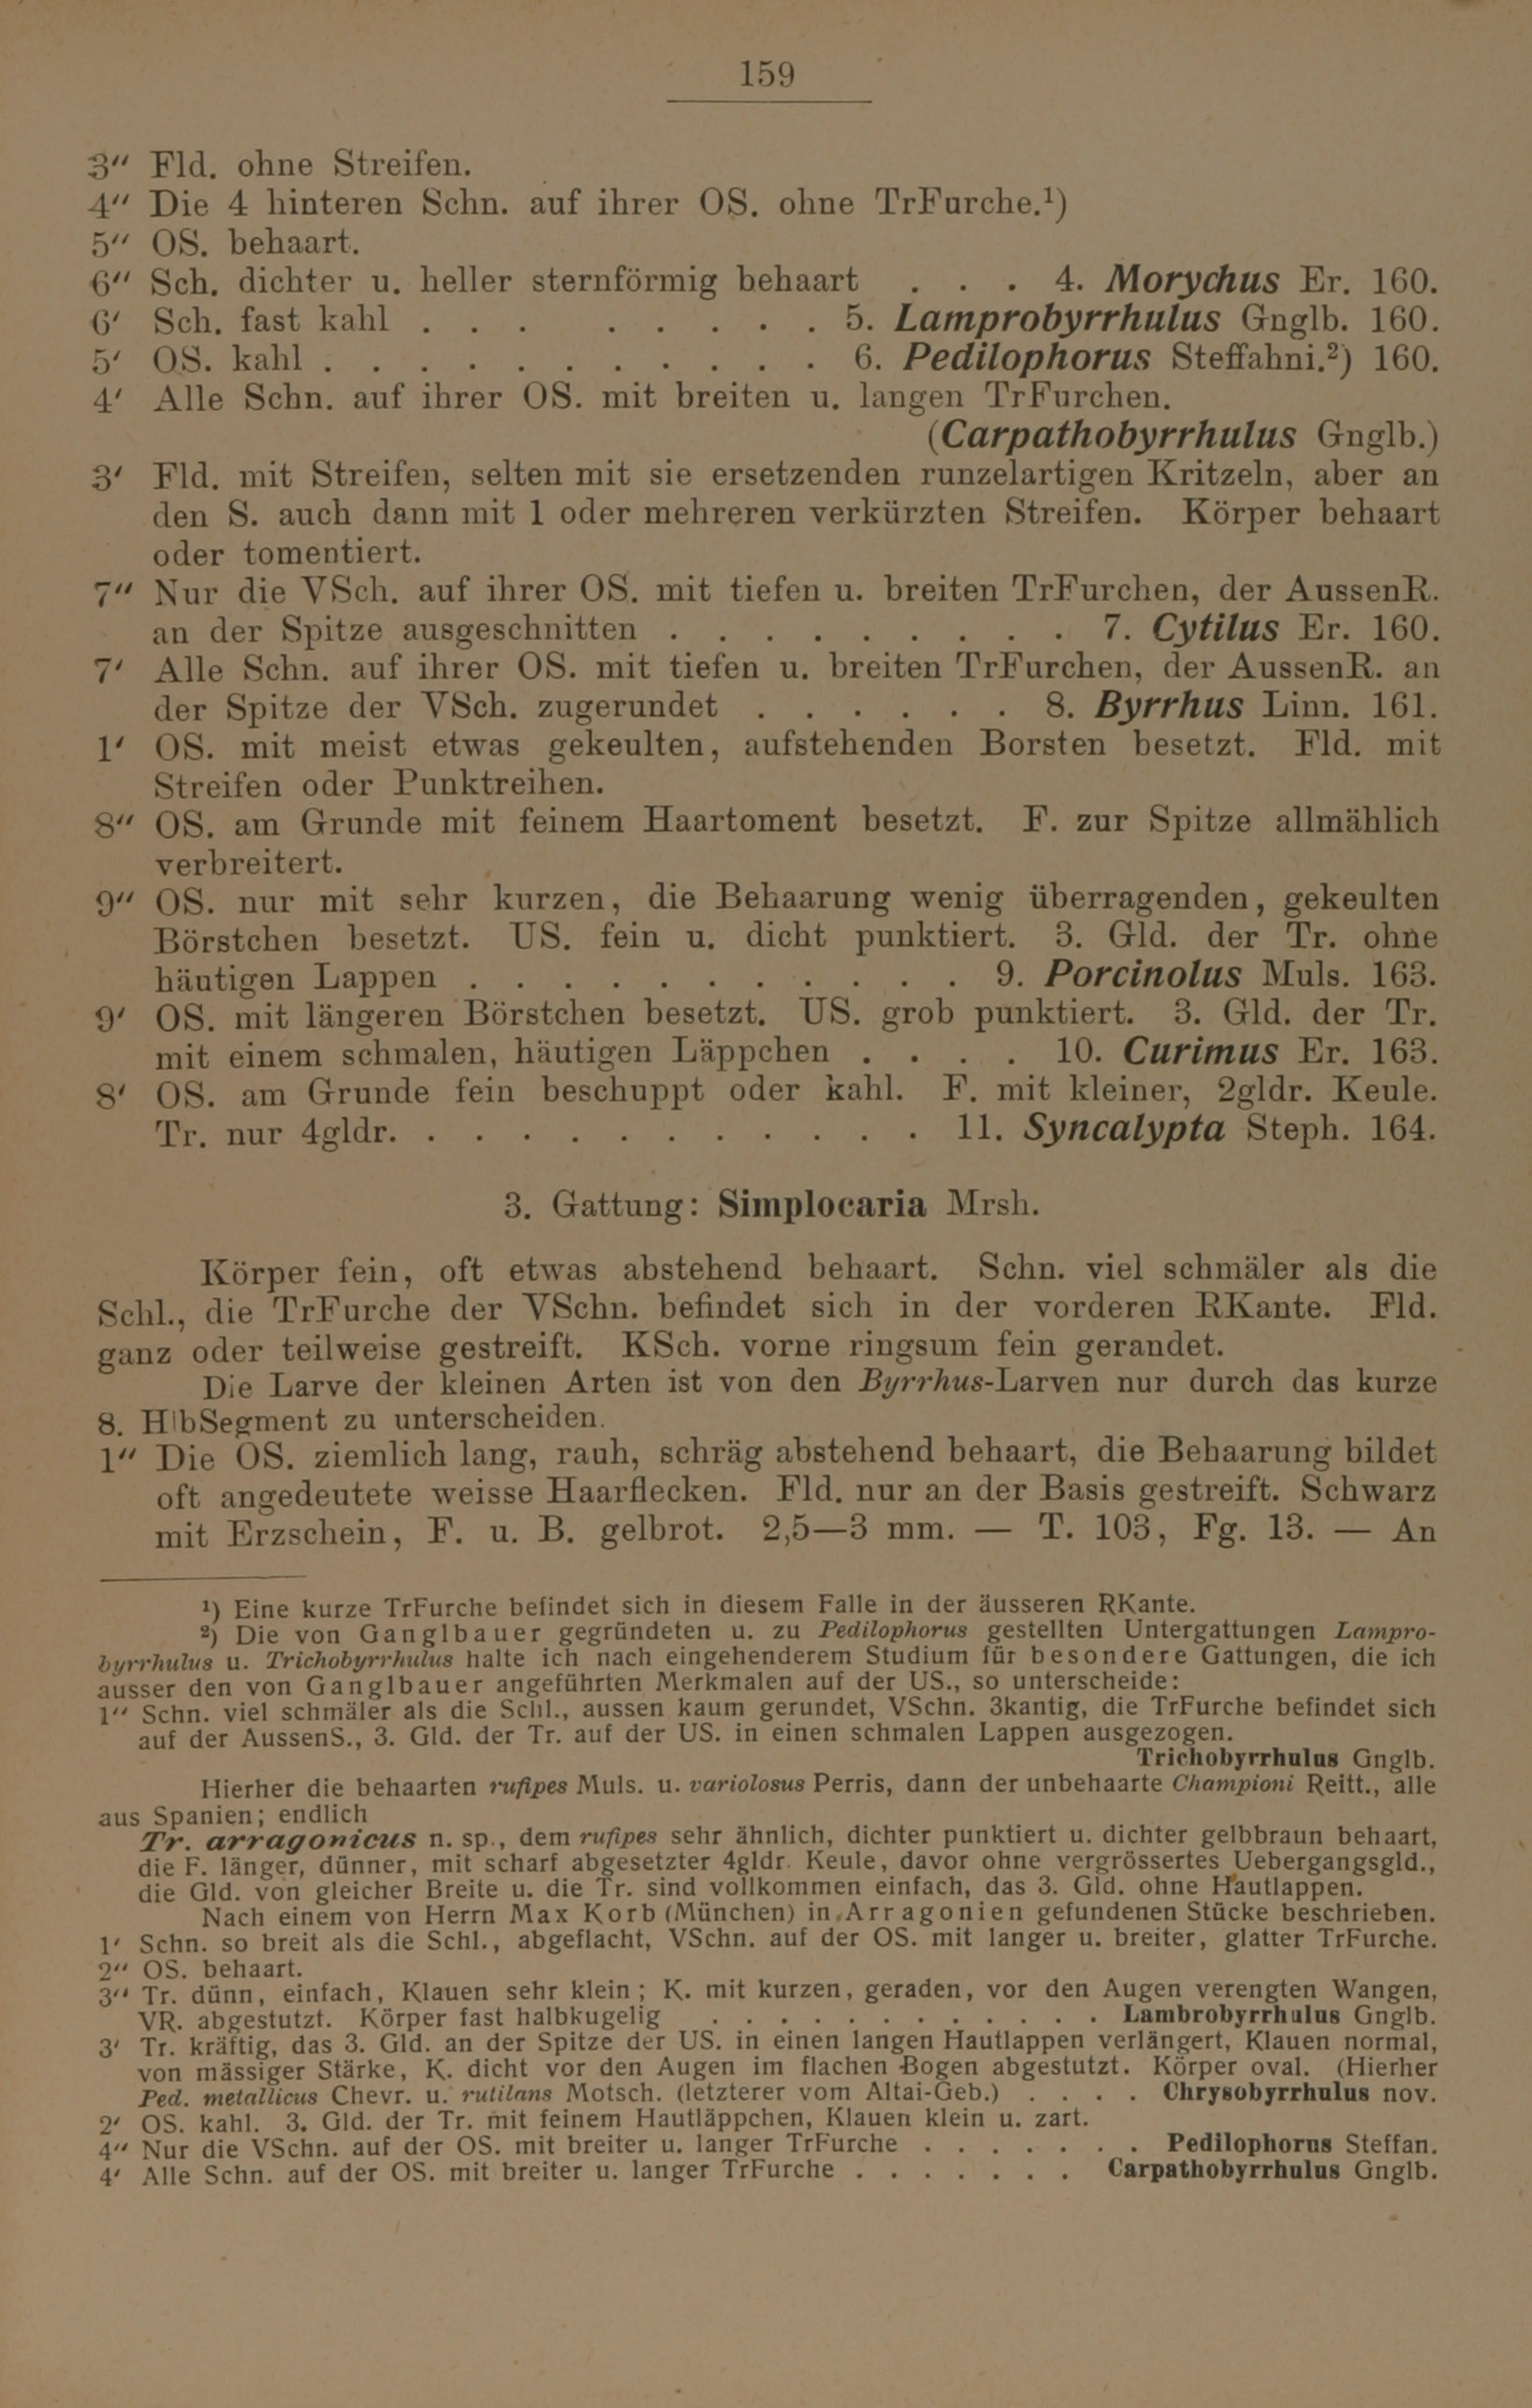 159
3" Fld. ohne Streifen.
4" Die 4 hinteren Schn. auf ihrer OS. ohne TrFurche.¹)
5" OS. behaart.
6" Sch. dichter u. heller sternförmig behaart . . . 4. Morychus Er. 160.
6' Sch. fast kahl . . . . . . . . 5. Lamprobyrrhulus Gnglb. 160.
5' OS. kahl . . . . . . . . . . . 6. Pedilophorus Steffahni.²) 160.
4' Alle Schn. auf ihrer OS. mit breiten u. langen TrFurchen.
(Carpathobyrrhulus Gnglb.)
3' Fld. mit Streifen, selten mit sie ersetzenden runzelartigen Kritzeln, aber an
den S. auch dann mit 1 oder mehreren verkürzten Streifen. Körper behaart
oder tomentiert.
7" Nur die VSch. auf ihrer OS. mit tiefen u. breiten TrFurchen, der AussenR.
an der Spitze ausgeschnitten . . . . . . . . . 7. Cytilus Er. 160.
7' Alle Schn. auf ihrer OS. mit tiefen u. breiten TrFurchen, der AussenR. an
der Spitze der VSch. zugerundet . . . . . . 8. Byrrhus Linn. 161.
1' OS. mit meist etwas gekeulten, aufstehenden Borsten besetzt. Fld. mit
Streifen oder Punktreihen.
8" OS. am Grunde mit feinem Haartoment besetzt. F. zur Spitze allmählich
verbreitert.
9" OS. nur mit sehr kurzen, die Behaarung wenig überragenden, gekeulten
Börstchen besetzt. US. fein u. dicht punktiert. 3. Gld. der Tr. ohne
häutigen Lappen . . . . . . . . . . . 9. Porcinolus Muls. 163.
9' OS. mit längeren Börstchen besetzt. US. grob punktiert. 3. Gld. der Tr.
mit einem schmalen, häutigen Läppchen . . . . 10. Curimus Er. 163.
8' OS. am Grunde fein beschuppt oder kahl. F. mit kleiner, 2gldr. Keule.
Tr. nur 4gldr. . . . . . . . . . . . 11. Syncalypta Steph. 164.
3. Gattung: Simplocaria Mrsh.
Körper fein, oft etwas abstehend behaart. Schn. viel schmäler als die
Schl., die TrFurche der VSchn. befindet sich in der vorderen RKante. Fld.
ganz oder teilweise gestreift. KSch. vorne ringsum fein gerandet.
Die Larve der kleinen Arten ist von den Byrrhus-Larven nur durch das kurze
8. HlbSegment zu unterscheiden.
1" Die OS. ziemlich lang, rauh, schräg abstehend behaart, die Behaarung bildet
oft angedeutete weisse Haarflecken. Fld. nur an der Basis gestreift. Schwarz
mit Erzschein, F. u. B. gelbrot. 2,5—3 mm. — T. 103, Fg. 13. — An
¹) Eine kurze TrFurche befindet sich in diesem Falle in der äusseren RKante.
²) Die von Ganglbauer gegründeten u. zu Pedilophorus gestellten Untergattungen Lampro-
byrrhulus u. Trichobyrrhulus halte ich nach eingehenderem Studium für besondere Gattungen, die ich
ausser den von Ganglbauer angeführten Merkmalen auf der US., so unterscheide:
1" Schn. viel schmäler als die Schl., aussen kaum gerundet, VSchn. 3kantig, die TrFurche befindet sich
auf der AussenS., 3. Gld. der Tr. auf der US. in einen schmalen Lappen ausgezogen.
Trichobyrrhulus Gnglb.
Hierher die behaarten rufipes Muls. u. variolosus Perris, dann der unbehaarte Championi Reitt., alle
aus Spanien; endlich
Tr. arragonicus n. sp., dem rufipes sehr ähnlich, dichter punktiert u. dichter gelbbraun behaart,
die F. länger, dünner, mit scharf abgesetzter 4gldr. Keule, davor ohne vergrössertes Uebergangsgld.,
die Gld. von gleicher Breite u. die Tr. sind vollkommen einfach, das 3. Gld. ohne Hautlappen.
Nach einem von Herrn Max Korb (München) in Arragonien gefundenen Stücke beschrieben.
1' Schn. so breit als die Schl., abgeflacht, VSchn. auf der OS. mit langer u. breiter, glatter TrFurche.
2" OS. behaart.
3" Tr. dünn, einfach, Klauen sehr klein; K. mit kurzen, geraden, vor den Augen verengten Wangen,
VR. abgestutzt. Körper fast halbkugelig . . . . . . . . . . . . Lambrobyrrhulus Gnglb.
3' Tr. kräftig, das 3. Gld. an der Spitze der US. in einen langen Hautlappen verlängert, Klauen normal,
von mässiger Stärke, K. dicht vor den Augen im flachen Bogen abgestutzt. Körper oval. (Hierher
Ped. metallicus Chevr. u. rutilans Motsch. (letzterer vom Altai-Geb.) . . . . Chrysobyrrhulus nov.
2' OS. kahl. 3. Gld. der Tr. mit feinem Hautläppchen, Klauen klein u. zart.
4" Nur die VSchn. auf der OS. mit breiter u. langer TrFurche . . . . . . . Pedilophorus Steffan.
4' Alle Schn. auf der OS. mit breiter u. langer TrFurche . . . . . . . Carpathobyrrhulus Gnglb.